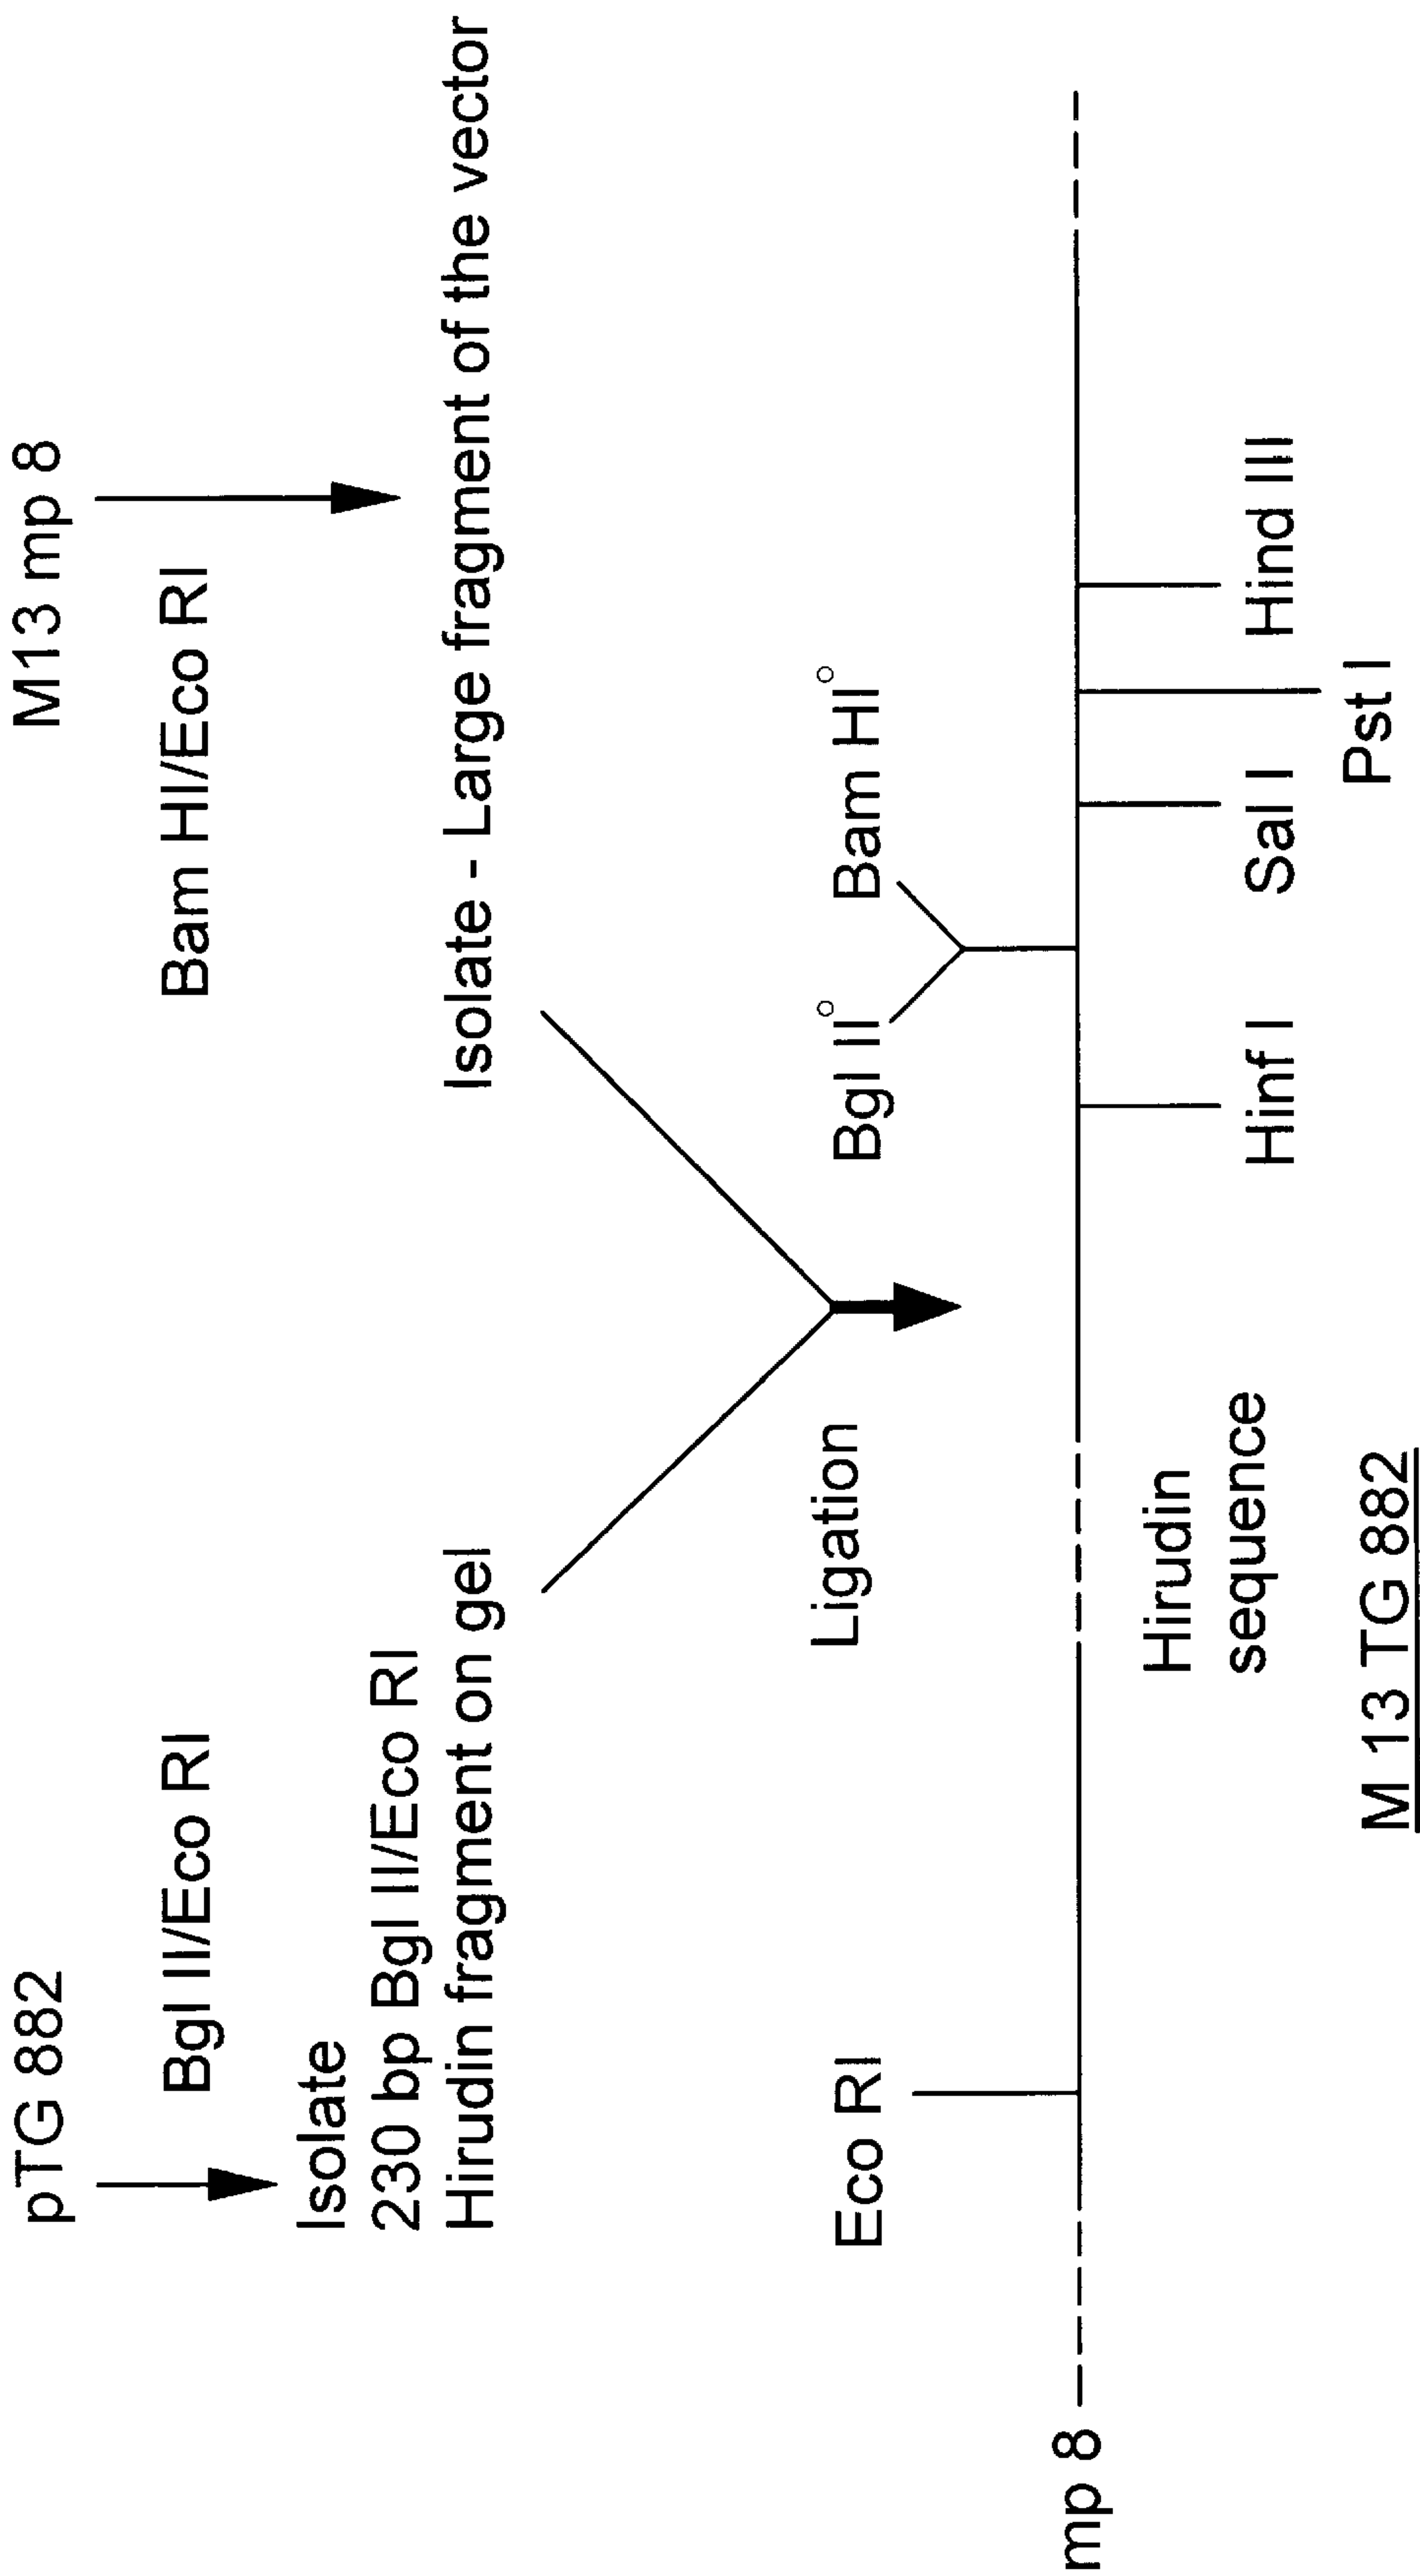 pTG 882
Bgl II/Eco RI
Isolate
230 bp Bgl II/Eco RI
Hirudin fragment on gel
M13 mp 8
Bam HI/Eco RI
Isolate - Large fragment of the vector
Ligation
Eco RI
Bgl II°
Bam HI°
mp 8
Hirudin
sequence
Hinf I
Sal I
Pst I
Hind III
M 13 TG 882